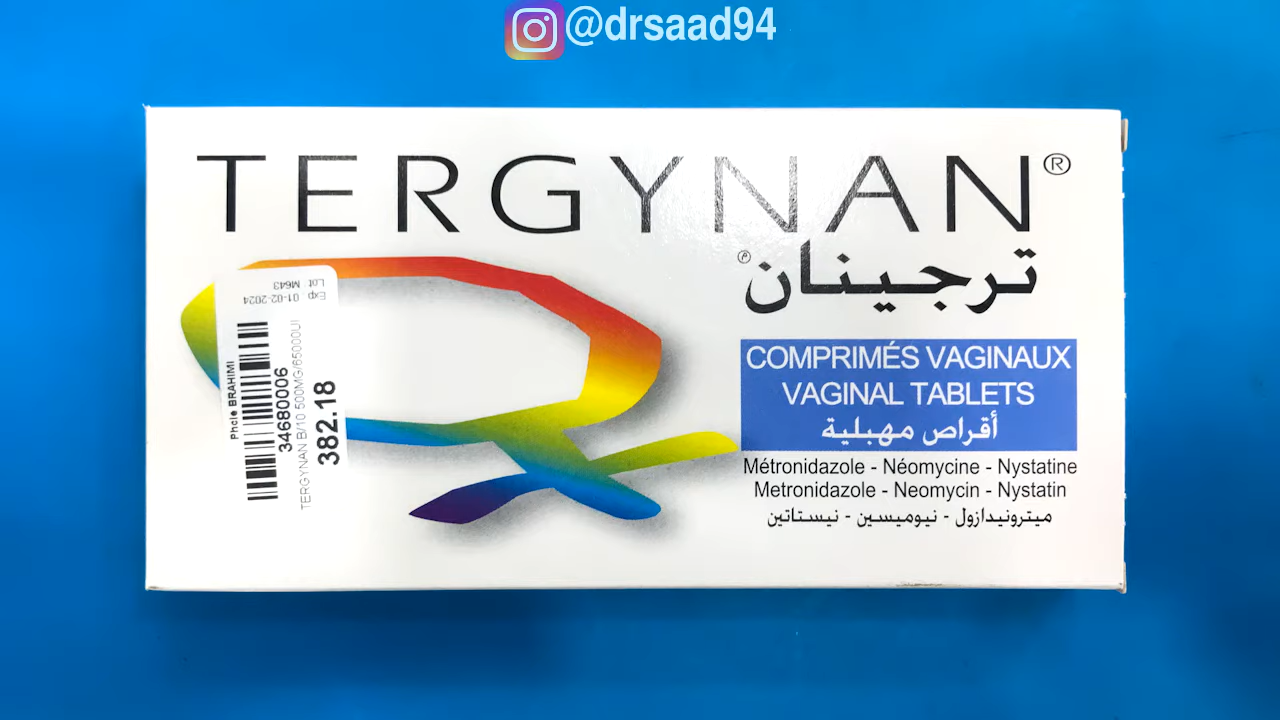 @drsaad94
TERGYNAN®
ترجينان م
COMPRIMÉS VAGINAUX
VAGINAL TABLETS
أقراص مهبلية
Métronidazole - Néomycine - Nystatine
Metronidazole - Neomycin - Nystatin
ميترونيدازول - نيوميسين - نيستاتين
Lot M643
Exp 01-02-2024
Phcie BRAHIMI
34680006
TERGYNAN B/10 500MG/65000UI
382.18